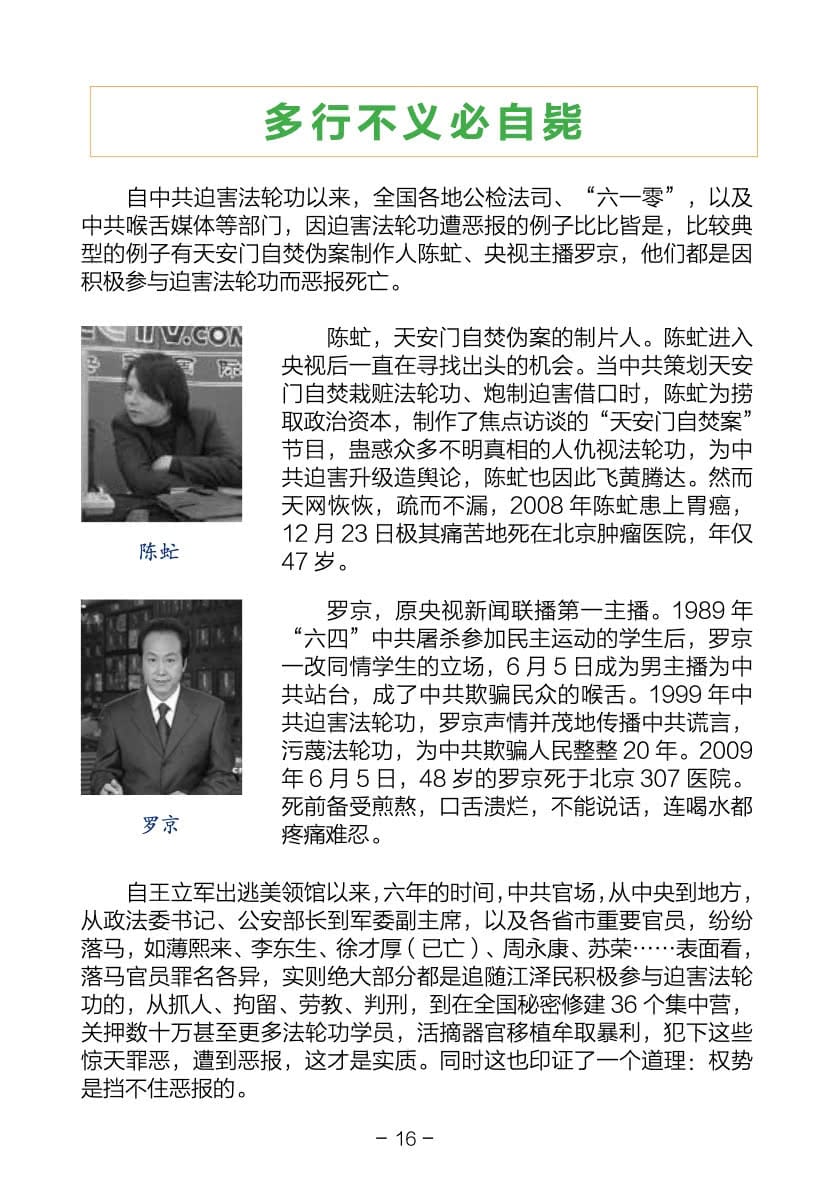 多行不义必自毙
自中共迫害法轮功以来，全国各地公检法司、“六一零”，以及
中共喉舌媒体等部门，因迫害法轮功遭恶报的例子比比皆是，比较典
型的例子有天安门自焚伪案制作人陈虻、央视主播罗京，他们都是因
积极参与迫害法轮功而恶报死亡。
陈虻，天安门自焚伪案的制片人。陈虻进入
央视后一直在寻找出头的机会。当中共策划天安
门自焚栽赃法轮功、炮制迫害借口时，陈虻为捞
取政治资本，制作了焦点访谈的“天安门自焚案”
节目，蛊惑众多不明真相的人仇视法轮功，为中
共迫害升级造舆论，陈虻也因此飞黄腾达。然而
天网恢恢，疏而不漏，2008 年陈虻患上胃癌，
12 月 23 日极其痛苦地死在北京肿瘤医院，年仅
47 岁。
陈虻
罗京，原央视新闻联播第一主播。1989 年
“六四”中共屠杀参加民主运动的学生后，罗京
一改同情学生的立场，6 月 5 日成为男主播为中
共站台，成了中共欺骗民众的喉舌。1999 年中
共迫害法轮功，罗京声情并茂地传播中共谎言，
污蔑法轮功，为中共欺骗人民整整 20 年。2009
年 6 月 5 日，48 岁的罗京死于北京 307 医院。
死前备受煎熬，口舌溃烂，不能说话，连喝水都
疼痛难忍。
罗京
自王立军出逃美领馆以来，六年的时间，中共官场，从中央到地方，
从政法委书记、公安部长到军委副主席，以及各省市重要官员，纷纷
落马，如薄熙来、李东生、徐才厚（已亡）、周永康、苏荣……表面看，
落马官员罪名各异，实则绝大部分都是追随江泽民积极参与迫害法轮
功的，从抓人、拘留、劳教、判刑，到在全国秘密修建 36 个集中营，
关押数十万甚至更多法轮功学员，活摘器官移植牟取暴利，犯下这些
惊天罪恶，遭到恶报，这才是实质。同时这也印证了一个道理：权势
是挡不住恶报的。
- 16 -